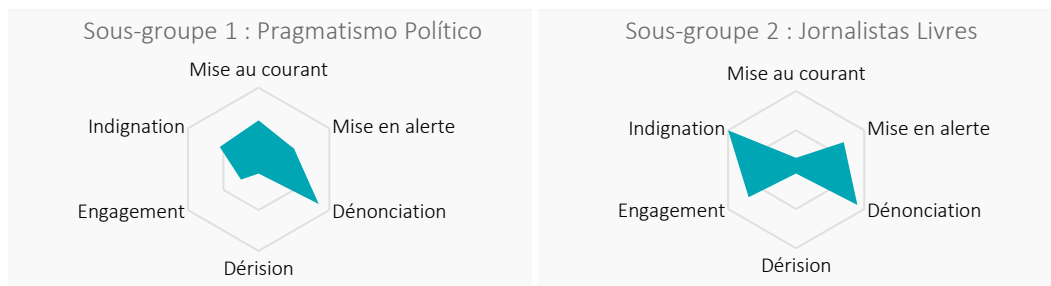 Sous-groupe 1 : Pragmatismo Político
Mise au courant
Indignation
Mise en alerte
Engagement
Dénonciation
Dérision
Sous-groupe 2 : Jornalistas Livres
Mise au courant
Indignation
Mise en alerte
Engagement
Dénonciation
Dérision